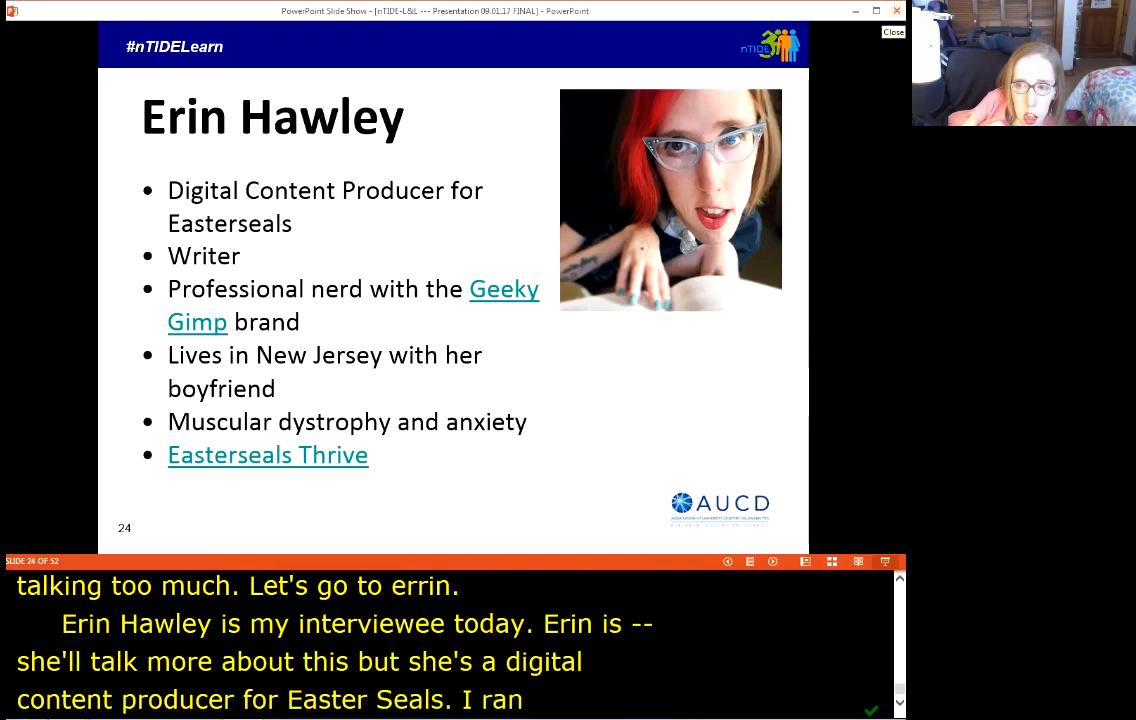 PowerPoint Slide Show - [nTIDE-L&L --- Presentation 09.01.17 FINAL] - PowerPoint
Close
#nTIDELearn
nTIDE
Erin Hawley
• Digital Content Producer for
Easterseals
• Writer
• Professional nerd with the Geeky
Gimp brand
• Lives in New Jersey with her
boyfriend
• Muscular dystrophy and anxiety
• Easterseals Thrive
AUCD
24
SLIDE 24 OF 52
talking too much. Let's go to errin.
Erin Hawley is my interviewee today. Erin is --
she'll talk more about this but she's a digital
content producer for Easter Seals. I ran